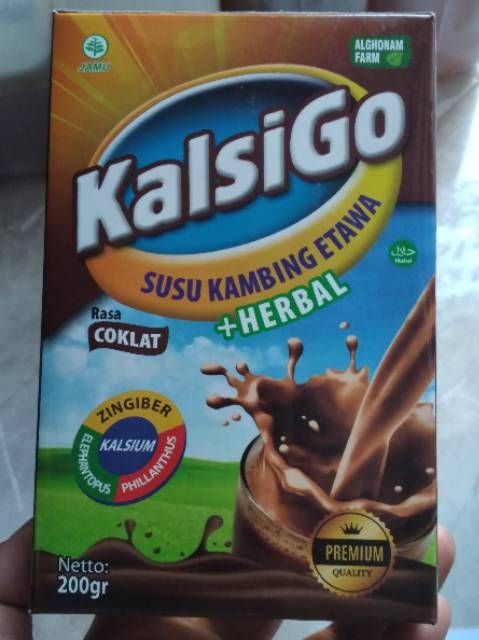 JAMU
ALGHONAM
FARM
KalsiGo
SUSU KAMBING ETAWA
+HERBAL
حلال
Halal
Rasa
COKLAT
ZINGIBER
KALSIUM
ELEPHANTOPUS
PHILLANTHUS
Netto:
200gr
PREMIUM
QUALITY